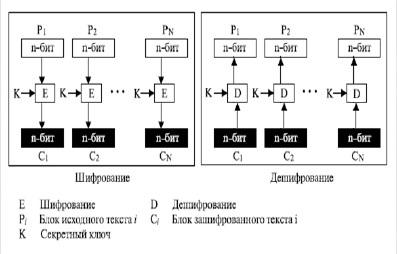 P1 P2 PN P1 P2 PN
n-бит n-бит n-бит n-бит n-бит n-бит
K E K E ... K E K D K D ... K D
n-бит n-бит n-бит n-бит n-бит n-бит
C1 C2 CN C1 C2 CN
Шифрование Дешифрование
E Шифрование D Дешифрование
Pi Блок исходного текста i Ci Блок зашифрованного текста i
K Секретный ключ